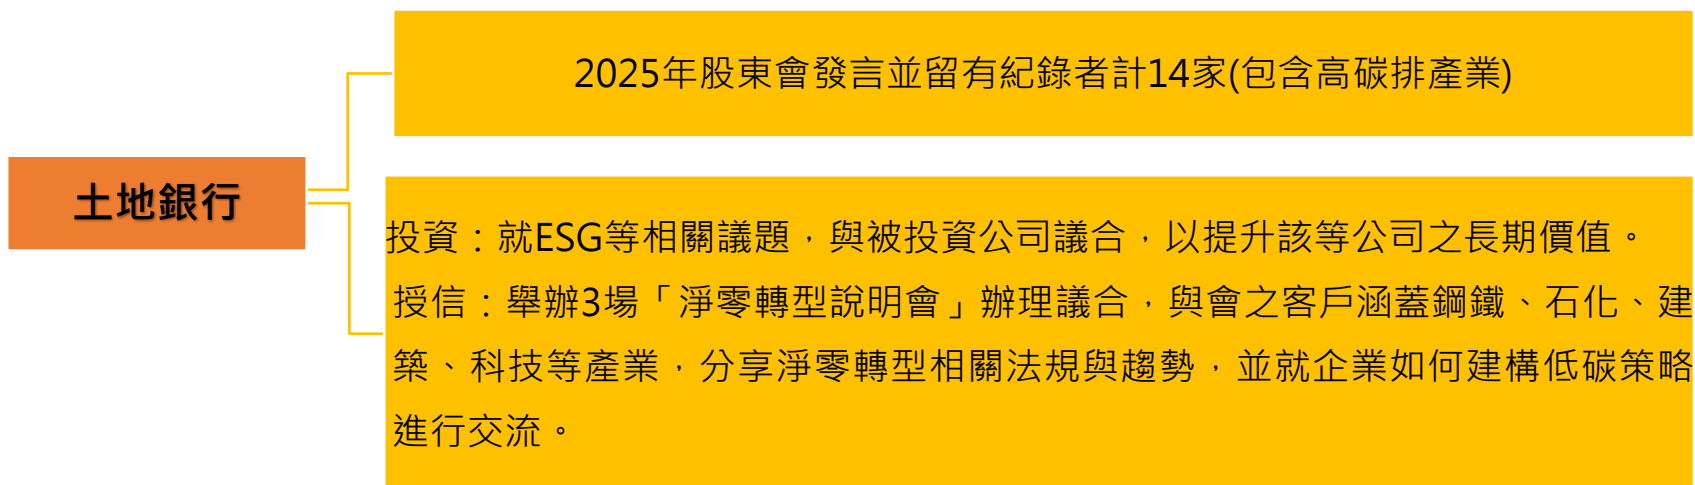 2025年股東會發言並留有紀錄者計14家(包含高碳排產業)
土地銀行
投資：就ESG等相關議題，與被投資公司議合，以提升該等公司之長期價值。
授信：舉辦3場「淨零轉型說明會」辦理議合，與會之客戶涵蓋鋼鐵、石化、建
築、科技等產業，分享淨零轉型相關法規與趨勢，並就企業如何建構低碳策略
進行交流。